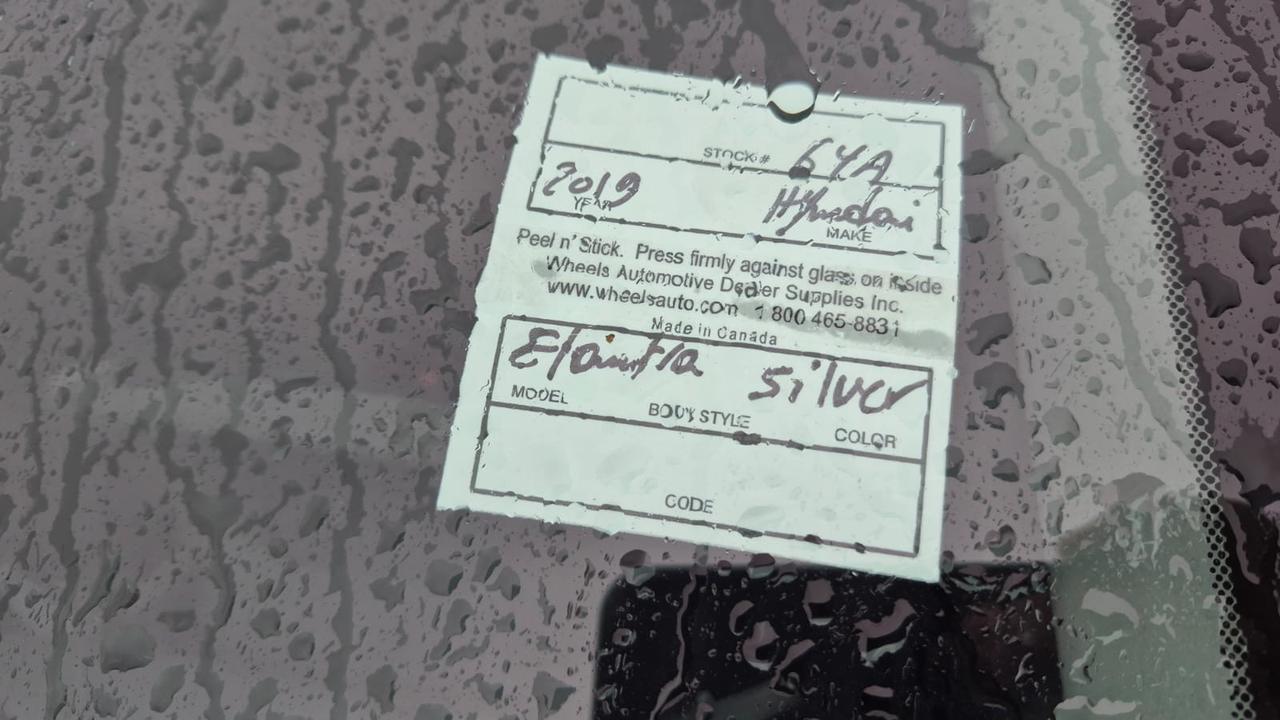 STOCK # 64A
2019 Hyundai
YEAR MAKE
Peel n' Stick. Press firmly against glass on inside
Wheels Automotive Dealer Supplies Inc.
www.wheelsauto.com 1 800 465-8831
Made in Canada
Elantra Silver
MODEL BODY STYLE COLOR
CODE